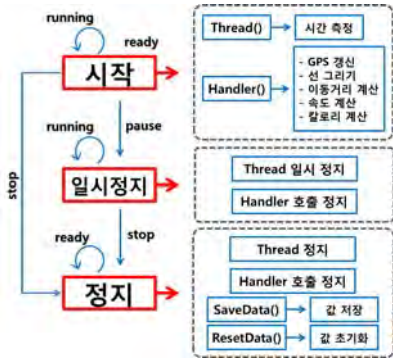 running
ready
시작
Thread()
시간 측정
Handler()
- GPS 갱신
- 선 그리기
- 이동거리 계산
- 속도 계산
- 칼로리 계산
running
pause
일시정지
Thread 일시 정지
Handler 호출 정지
stop
ready
stop
정지
Thread 정지
Handler 호출 정지
SaveData()
값 저장
ResetData()
값 초기화